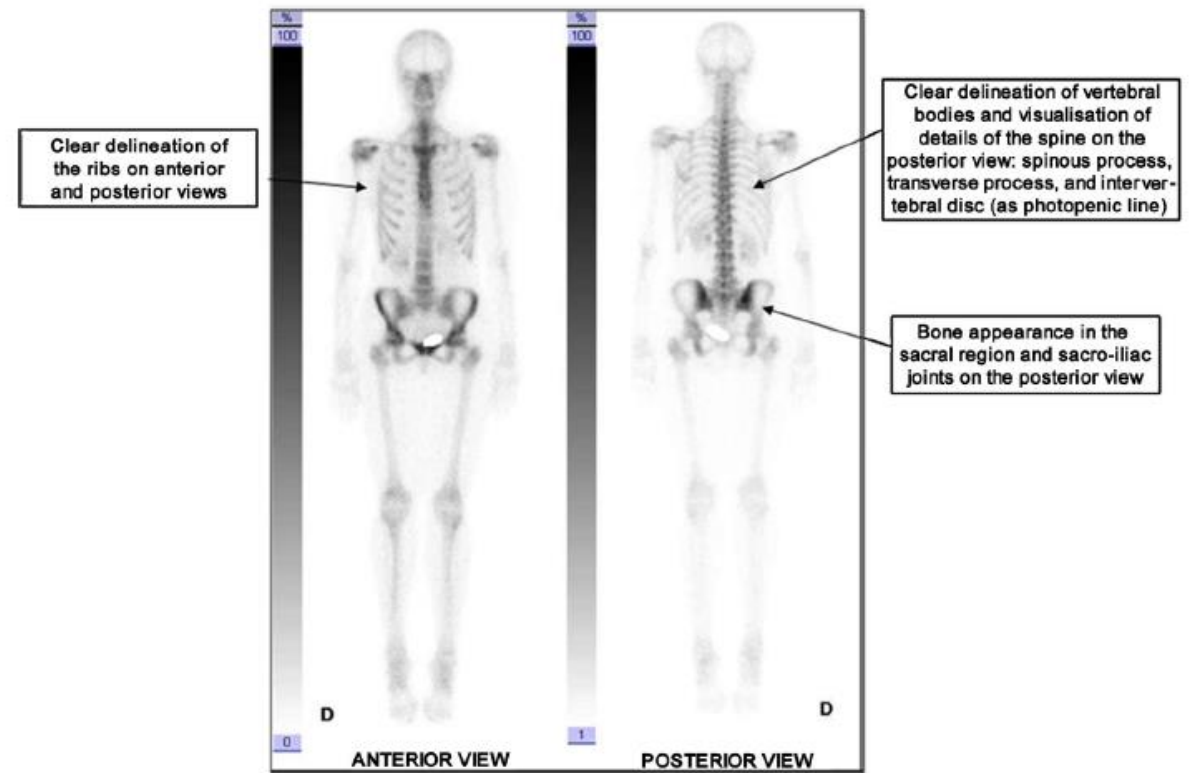 %
100
%
100
Clear delineation of
the ribs on anterior
and posterior views
Clear delineation of vertebral
bodies and visualisation of
details of the spine on the
posterior view: spinous process,
transverse process, and interver-
tebral disc (as photopenic line)
Bone appearance in the
sacral region and sacro-iliac
joints on the posterior view
D
D
0
1
ANTERIOR VIEW
POSTERIOR VIEW